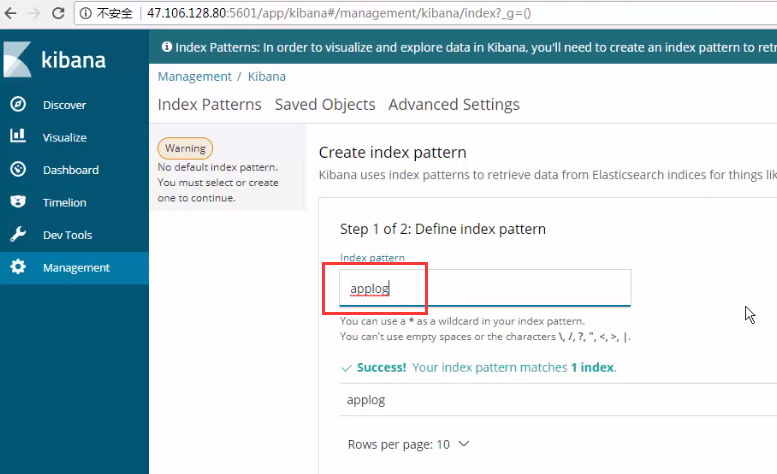 不安全 47.106.128.80:5601/app/kibana#/management/kibana/index?_g=()
kibana
Discover
Visualize
Dashboard
Timelion
Dev Tools
Management
Index Patterns: In order to visualize and explore data in Kibana, you'll need to create an index pattern to retr
Management / Kibana
Index Patterns Saved Objects Advanced Settings
Warning
No default index pattern.
You must select or create
one to continue.
Create index pattern
Kibana uses index patterns to retrieve data from Elasticsearch indices for things lik
Step 1 of 2: Define index pattern
Index pattern
applog
You can use a * as a wildcard in your index pattern.
You can't use empty spaces or the characters \, /, ?, ", <, >, |.
Success! Your index pattern matches 1 index.
applog
Rows per page: 10